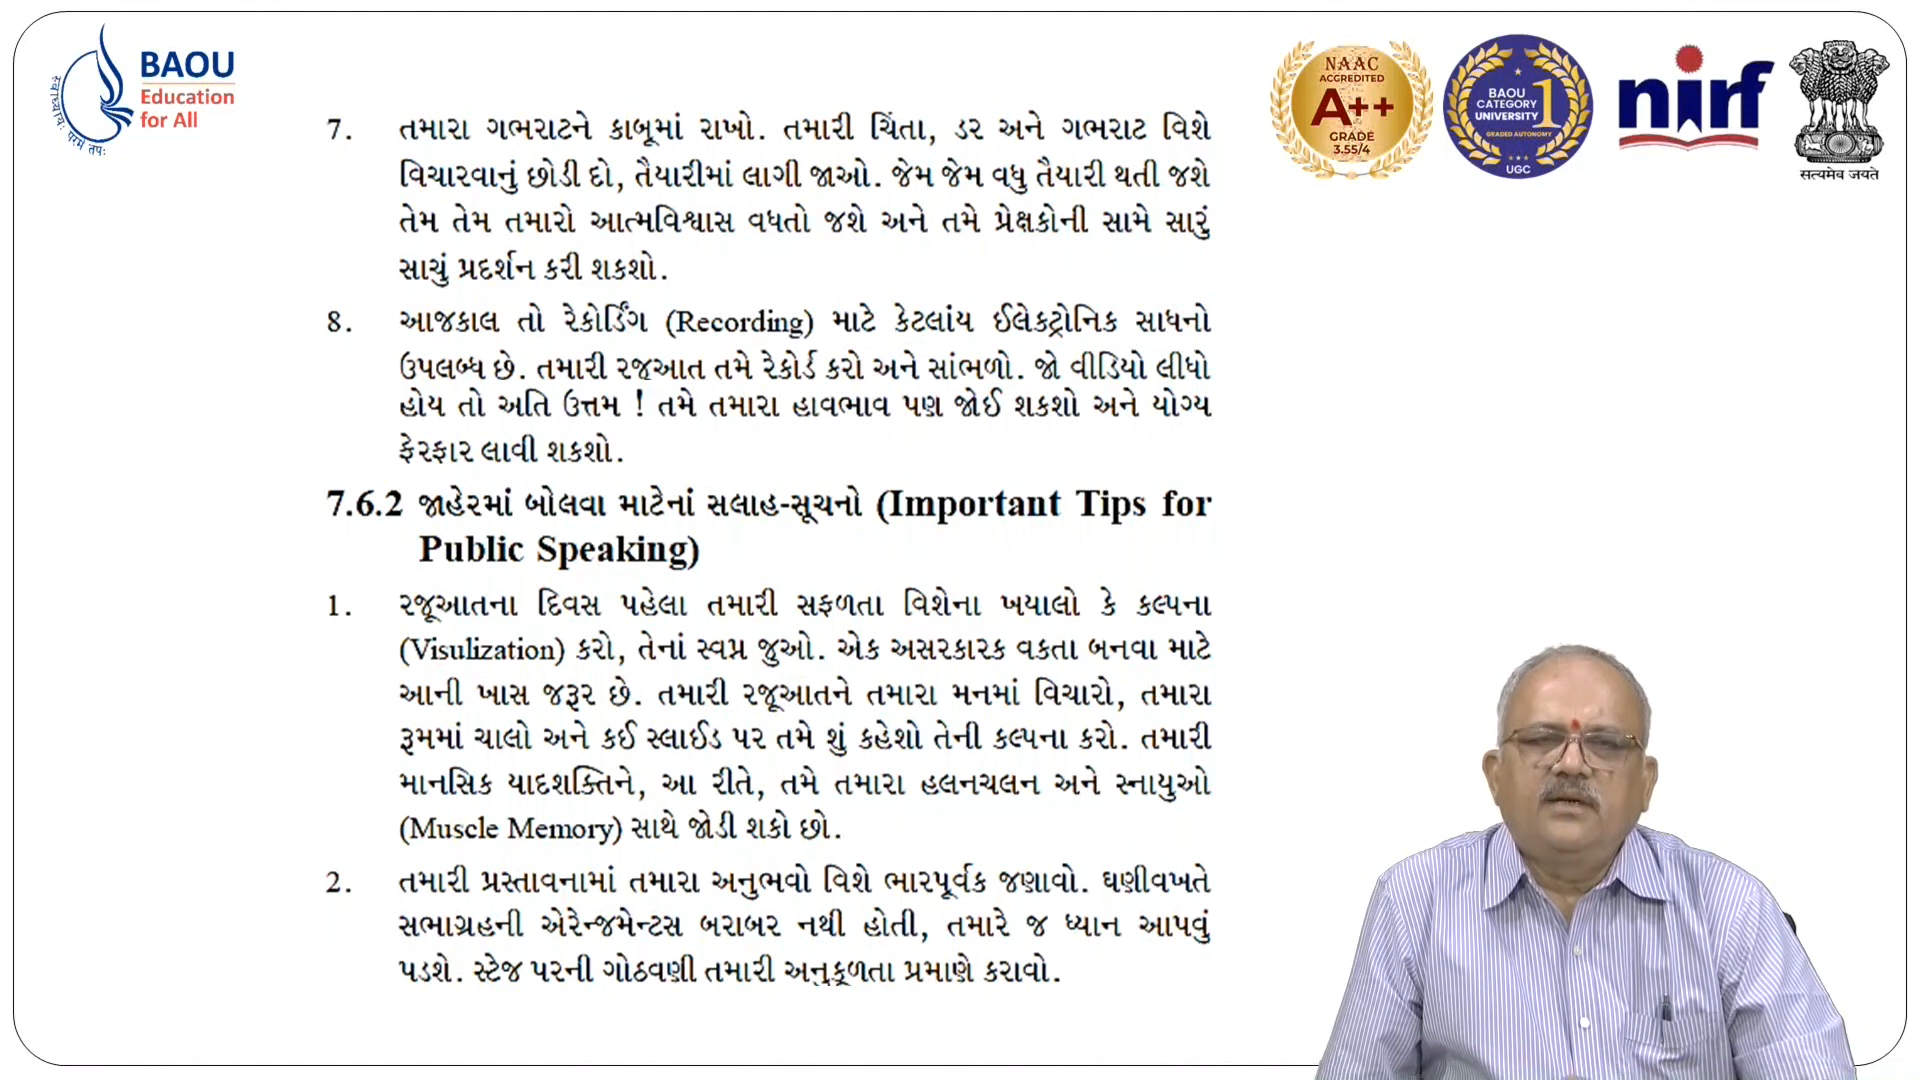 BAOU
Education
for All
स्वाध्यायः परमं तपः
NAAC
ACCREDITED
A++
GRADE
3.55/4
BAOU
CATEGORY
UNIVERSITY
1
GRADED AUTONOMY
UGC
nirf
सत्यमेव जयते
7. તમારા ગભરાટને કાબૂમાં રાખો. તમારી ચિંતા, ડર અને ગભરાટ વિશે
વિચારવાનું છોડી દો, તૈયારીમાં લાગી જાઓ. જેમ જેમ વધુ તૈયારી થતી જશે
તેમ તેમ તમારો આત્મવિશ્વાસ વધતો જશે અને તમે પ્રેક્ષકોની સામે સારું
સાચું પ્રદર્શન કરી શકશો.
8. આજકાલ તો રેકોર્ડિંગ (Recording) માટે કેટલાંય ઈલેકટ્રોનિક સાધનો
ઉપલબ્ધ છે. તમારી રજૂઆત તમે રેકોર્ડ કરો અને સાંભળો. જો વીડિયો લીધો
હોય તો અતિ ઉત્તમ ! તમે તમારા હાવભાવ પણ જોઈ શકશો અને યોગ્ય
ફેરફાર લાવી શકશો.
7.6.2 જાહેરમાં બોલવા માટેનાં સલાહ-સૂચનો (Important Tips for
Public Speaking)
1. રજૂઆતના દિવસ પહેલા તમારી સફળતા વિશેના ખયાલો કે કલ્પના
(Visulization) કરો, તેનાં સ્વપ્ન જુઓ. એક અસરકારક વકતા બનવા માટે
આની ખાસ જરૂર છે. તમારી રજૂઆતને તમારા મનમાં વિચારો, તમારા
રૂમમાં ચાલો અને કઈ સ્લાઈડ પર તમે શું કહેશો તેની કલ્પના કરો. તમારી
માનસિક યાદશક્તિને, આ રીતે, તમે તમારા હલનચલન અને સ્નાયુઓ
(Muscle Memory) સાથે જોડી શકો છો.
2. તમારી પ્રસ્તાવનામાં તમારા અનુભવો વિશે ભારપૂર્વક જણાવો. ઘણીવખતે
સભાગ્રહની એરેન્જમેન્ટસ બરાબર નથી હોતી, તમારે જ ધ્યાન આપવું
પડશે. સ્ટેજ પરની ગોઠવણી તમારી અનુકૂળતા પ્રમાણે કરાવો.